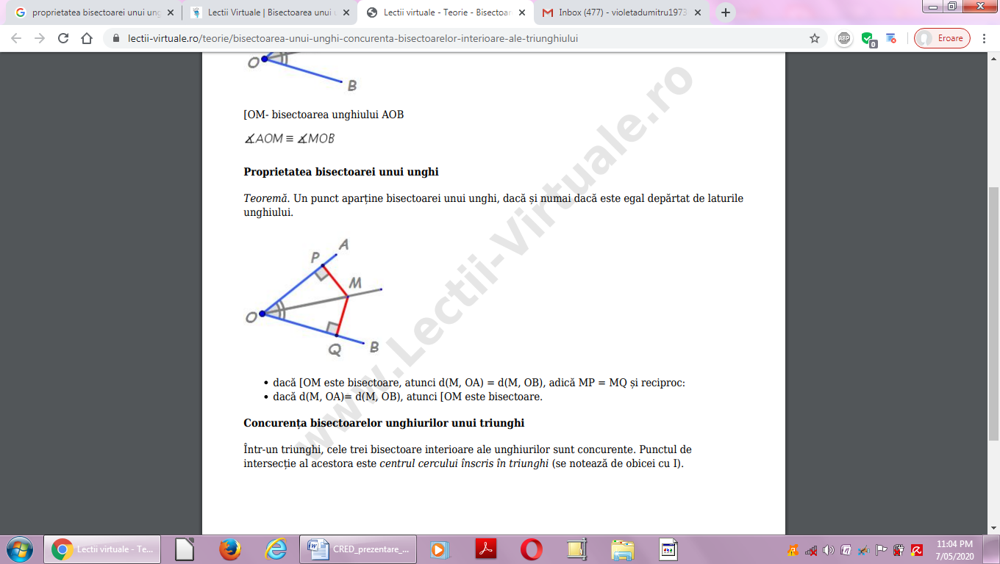 proprietatea bisectoarei unui ung
Lectii Virtuale | Bisectoarea unui u
Lectii virtuale - Teorie - Bisectoar
Inbox (477) - violetadumitru1973
lectii-virtuale.ro/teorie/bisectoarea-unui-unghi-concurenta-bisectoarelor-interioare-ale-triunghiului
ABP
0
Eroare
O
B
[OM- bisectoarea unghiului AOB
∡AOM ≡ ∡MOB
Proprietatea bisectoarei unui unghi
Teoremă. Un punct aparține bisectoarei unui unghi, dacă și numai dacă este egal depărtat de laturile
unghiului.
A
P
M
O
Q
B
www.Lectii-Virtuale.ro
• dacă [OM este bisectoare, atunci d(M, OA) = d(M, OB), adică MP = MQ și reciproc:
• dacă d(M, OA)= d(M, OB), atunci [OM este bisectoare.
Concurența bisectoarelor unghiurilor unui triunghi
Într-un triunghi, cele trei bisectoare interioare ale unghiurilor sunt concurente. Punctul de
intersecție al acestora este centrul cercului înscris în triunghi (se notează de obicei cu I).
Lectii virtuale - Te...
CRED_prezentare_...
11:04 PM
7/05/2020